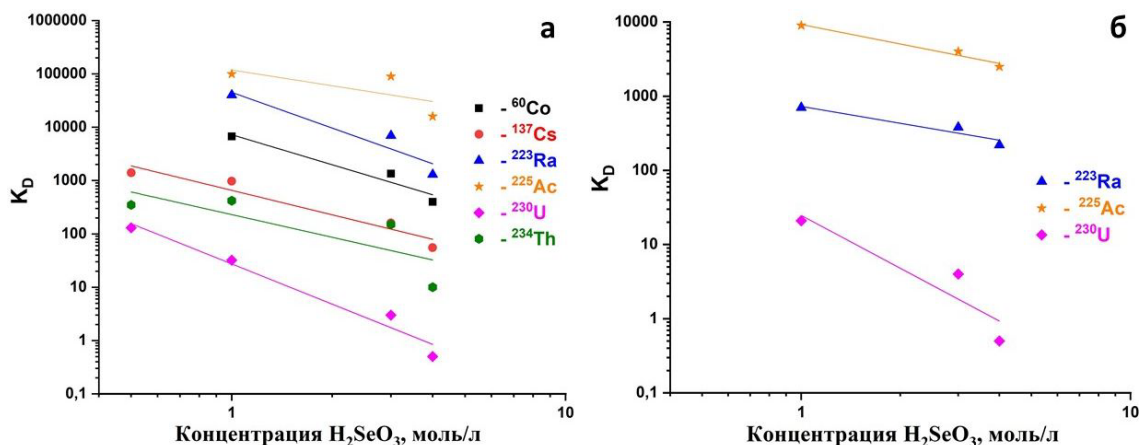 а
1000000
100000
10000
1000
100
10
1
0,1
K_D
- ⁶⁰Co
- ¹³⁷Cs
- ²²³Ra
- ²²⁵Ac
- ²³⁰U
- ²³⁴Th
1
10
Концентрация H₂SeO₃, моль/л
б
10000
1000
100
10
1
0,1
K_D
- ²²³Ra
- ²²⁵Ac
- ²³⁰U
1
10
Концентрация H₂SeO₃, моль/л